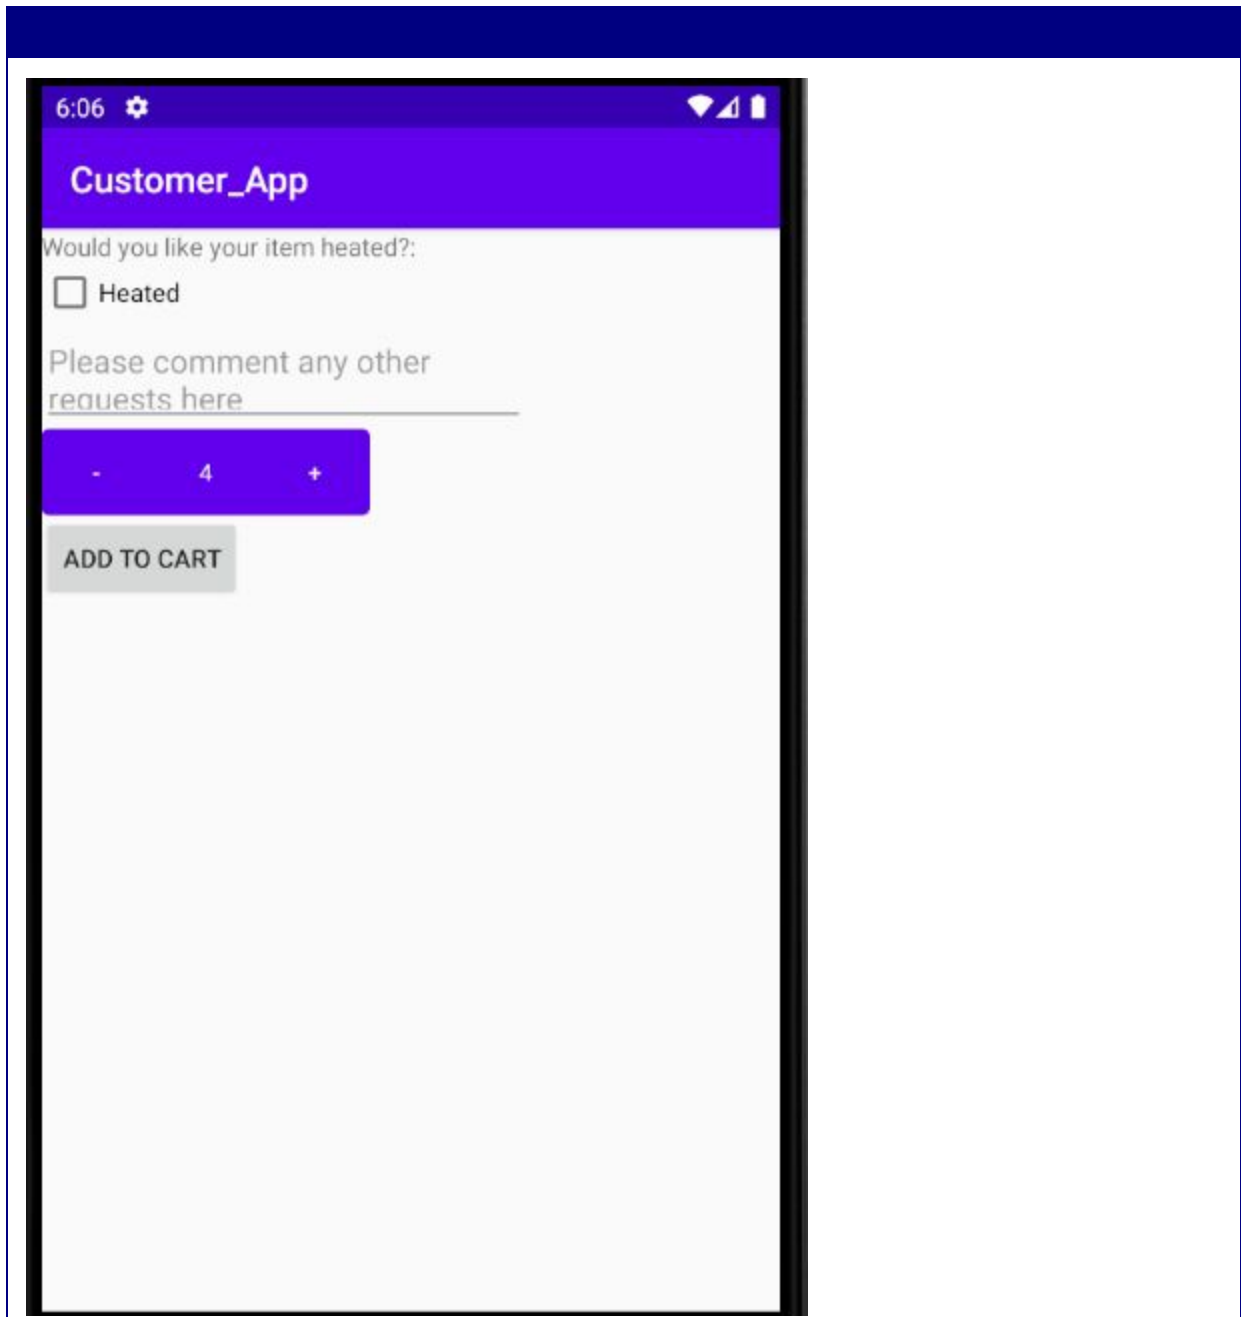 6:06
Customer_App
Would you like your item heated?:
Heated
Please comment any other
requests here
- 4 +
ADD TO CART